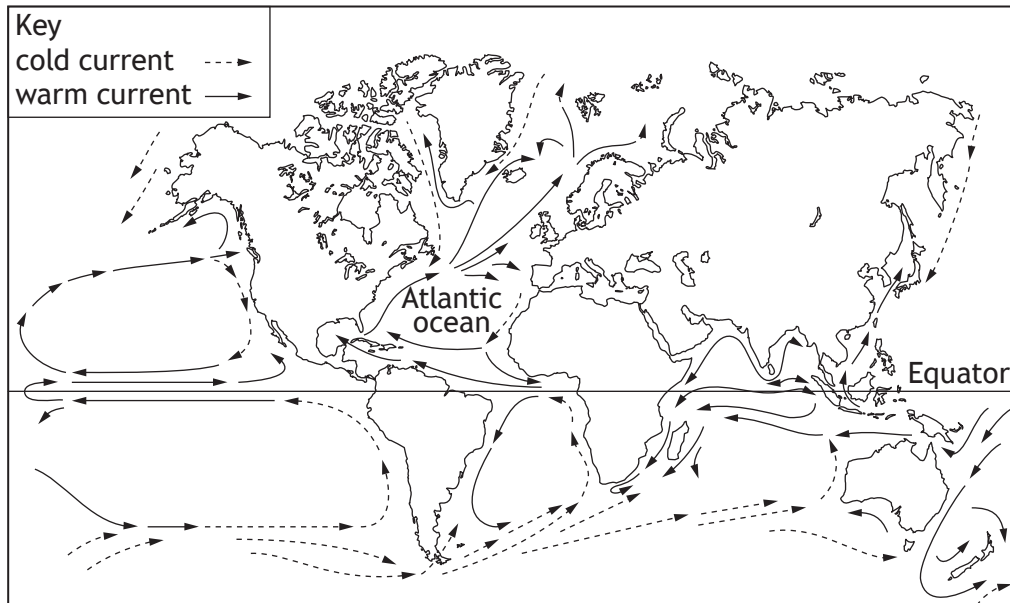 Key
cold current
warm current
Atlantic
ocean
Equator